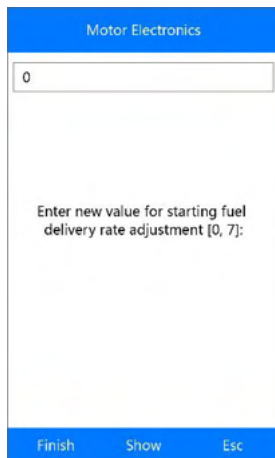 Motor Electronics
0
Enter new value for starting fuel
delivery rate adjustment [0, 7]:
Finish Show Esc